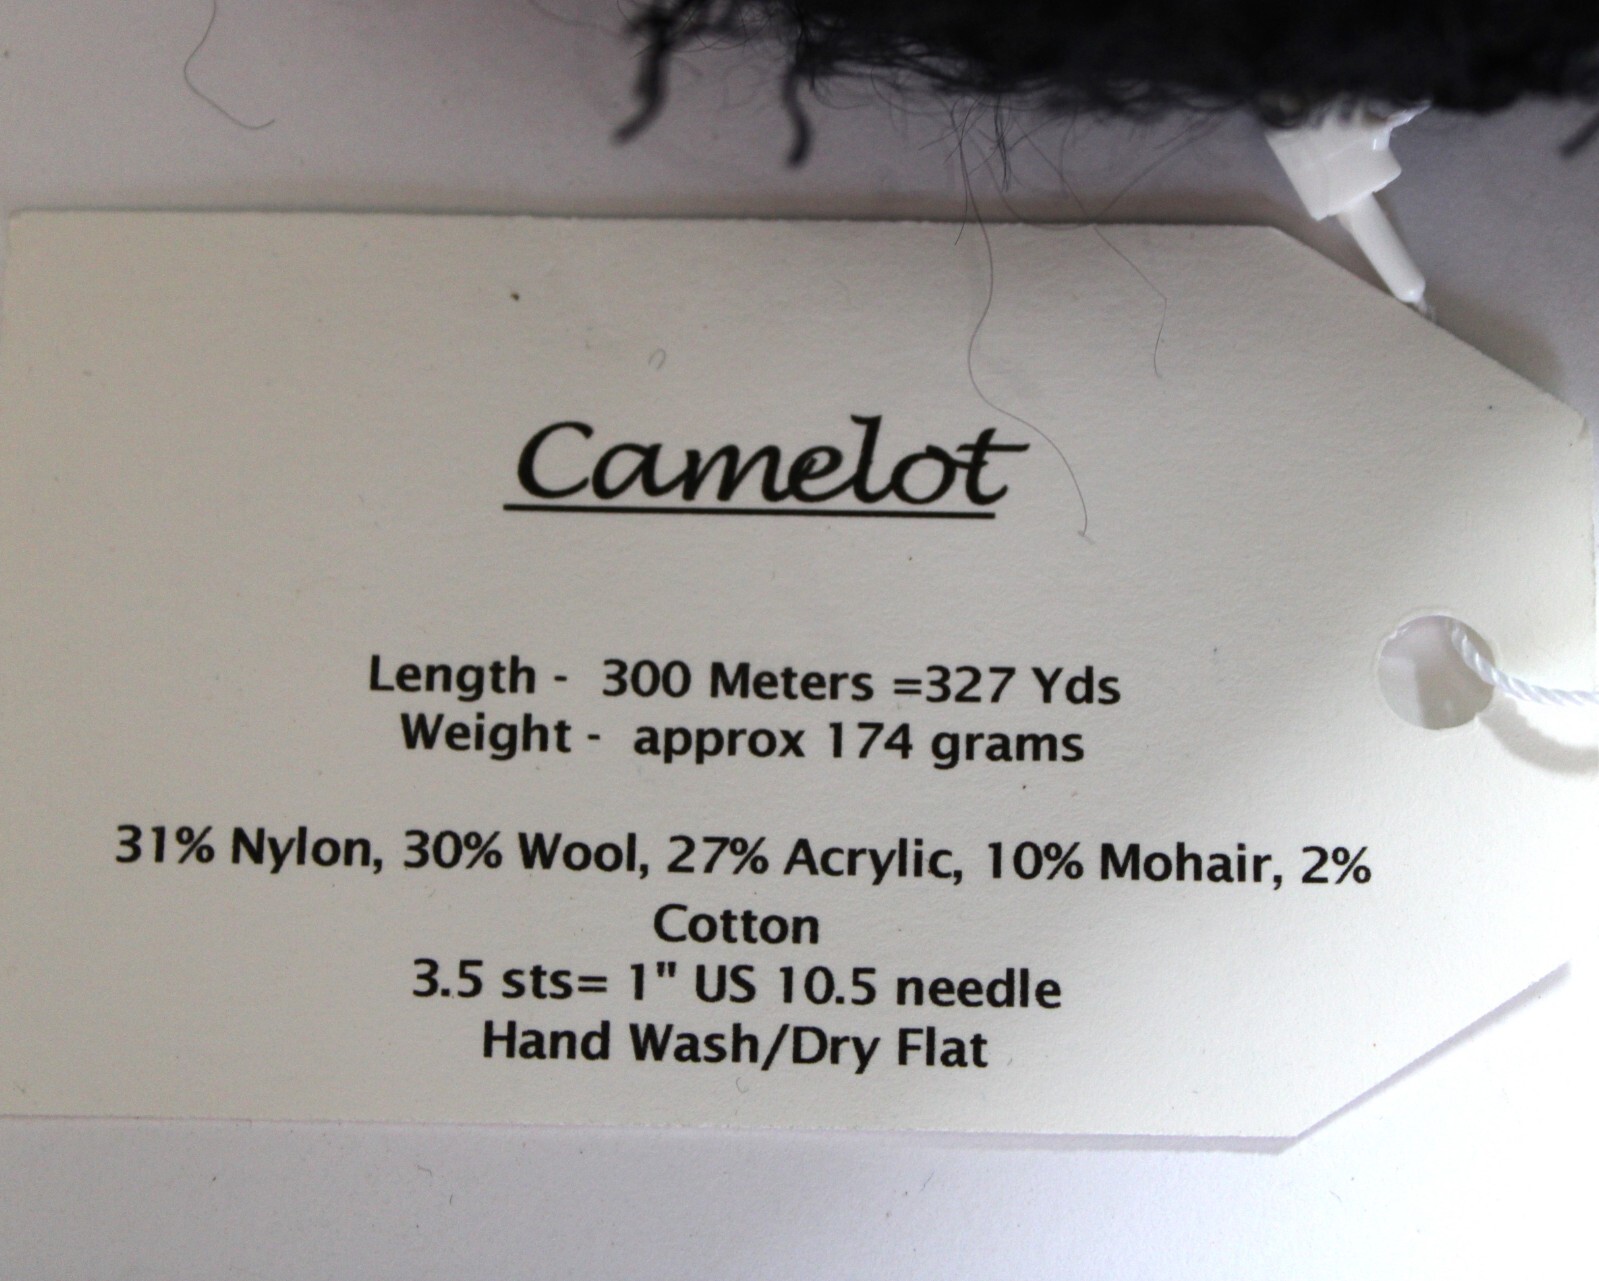 Camelot
Length - 300 Meters =327 Yds
Weight - approx 174 grams
31% Nylon, 30% Wool, 27% Acrylic, 10% Mohair, 2%
Cotton
3.5 sts= 1" US 10.5 needle
Hand Wash/Dry Flat